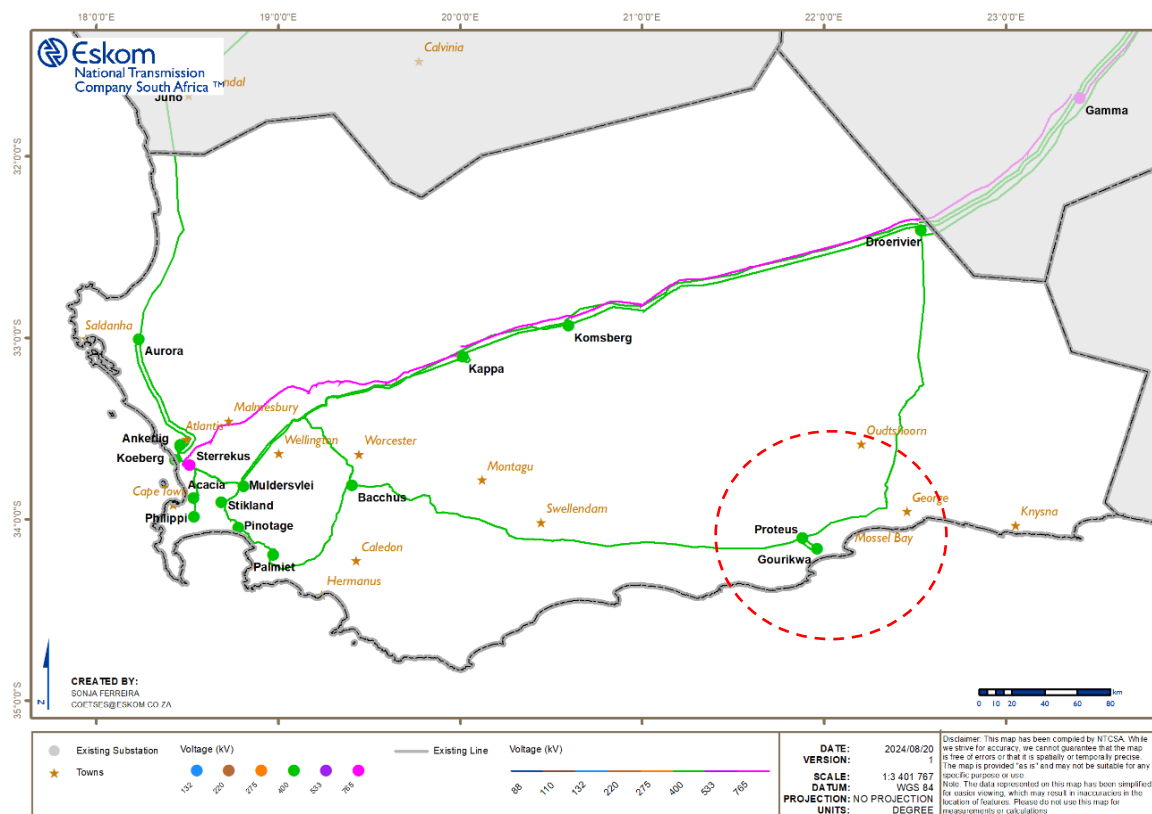 18°0'0"E
19°0'0"E
20°0'0"E
21°0'0"E
22°0'0"E
23°0'0"E
Eskom
National Transmission
Company South Africa ™
Calvinia
ndal
Juno
Gamma
32°0'0"S
Droerivier
Saldanha
33°0'0"S
Aurora
Komsberg
Kappa
Malmesbury
Atlantis
Ankerlig
Oudtshoorn
Wellington
Worcester
Koeberg
Sterrekus
Montagu
Acacia
Muldersvlei
Cape Town
Bacchus
Stikland
George
Swellendam
Knysna
Philippi
34°0'0"S
Pinotage
Proteus
Mossel Bay
Caledon
Gourikwa
Palmiet
Hermanus
CREATED BY:
SONJA FERREIRA
COETSES@ESKOM.CO.ZA
N
35°0'0"S
km
0 10 20 40 60 80
Existing Substation
Voltage (kV)
Existing Line
Voltage (kV)
Towns
132 220 275 400 533 765
88 110 132 220 275 400 533 765
DATE: 2024/08/20
VERSION: 1
SCALE: 1:3 401 767
DATUM: WGS 84
PROJECTION: NO PROJECTION
UNITS: DEGREE
Disclaimer: This map has been compiled by NTCSA. While
we strive for accuracy, we cannot guarantee that the map
is free of errors or that it is spatially or temporally precise.
The map is provided "as is" and may not be suitable for any
specific purpose or use.
Note: The data represented on this map has been simplified
for easier viewing, which may result in inaccuracies in the
location of features. Please do not use this map for
measurements or calculations